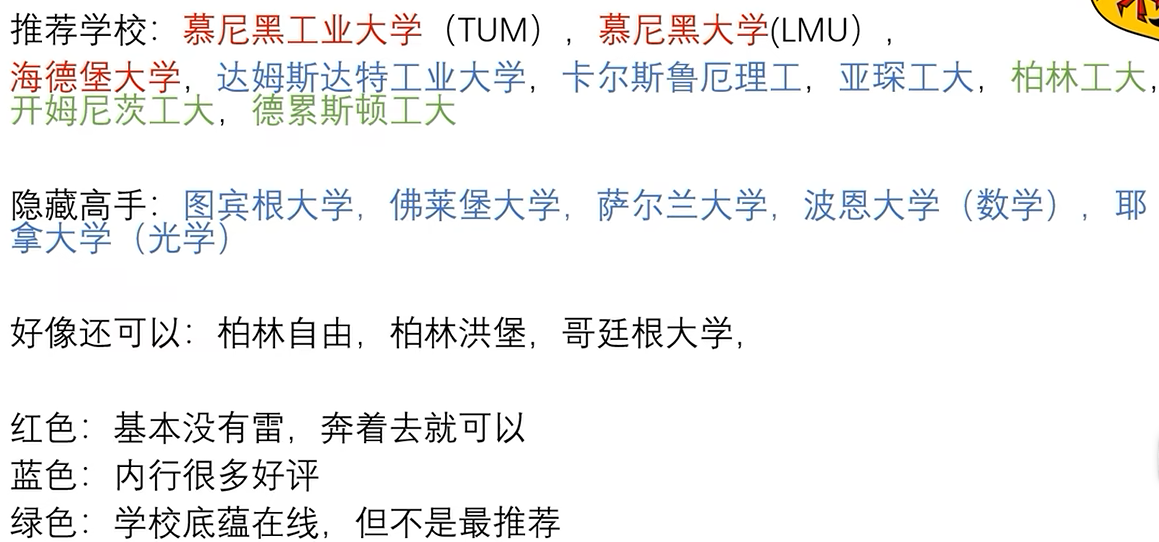 推荐学校：慕尼黑工业大学（TUM），慕尼黑大学(LMU），
海德堡大学，达姆斯达特工业大学，卡尔斯鲁厄理工，亚琛工大，柏林工大，
开姆尼茨工大，德累斯顿工大
隐藏高手：图宾根大学，佛莱堡大学，萨尔兰大学，波恩大学（数学），耶
拿大学（光学）
好像还可以：柏林自由，柏林洪堡，哥廷根大学，
红色：基本没有雷，奔着去就可以
蓝色：内行很多好评
绿色：学校底蕴在线，但不是最推荐